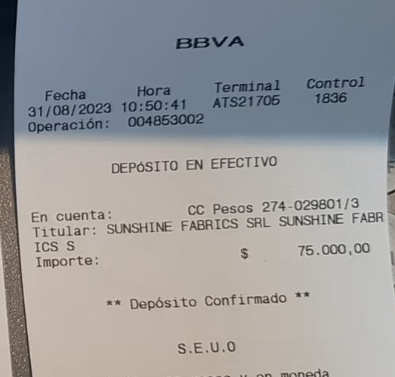 BBVA
Fecha Hora Terminal Control
31/08/2023 10:50:41 ATS21705 1836
Operación: 004853002
DEPÓSITO EN EFECTIVO
En cuenta: CC Pesos 274-029801/3
Titular: SUNSHINE FABRICS SRL SUNSHINE FABR
ICS S
Importe: $ 75.000,00
** Depósito Confirmado **
S.E.U.O
y en moneda